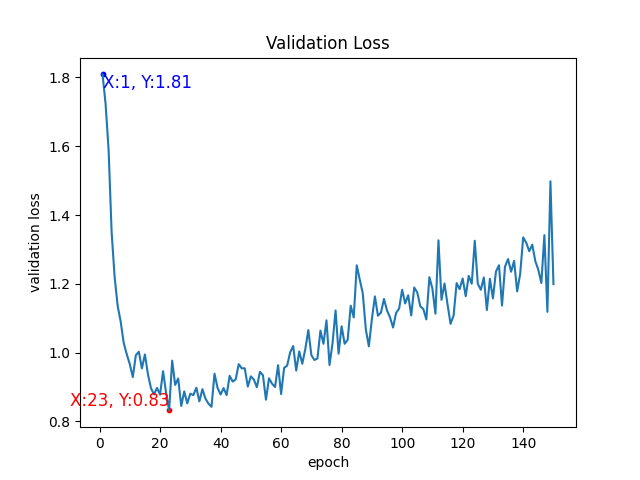 Validation Loss
1.8
1.6
1.4
1.2
1.0
0.8
validation loss
X:1, Y:1.81
X:23, Y:0.83
0 20 40 60 80 100 120 140
epoch